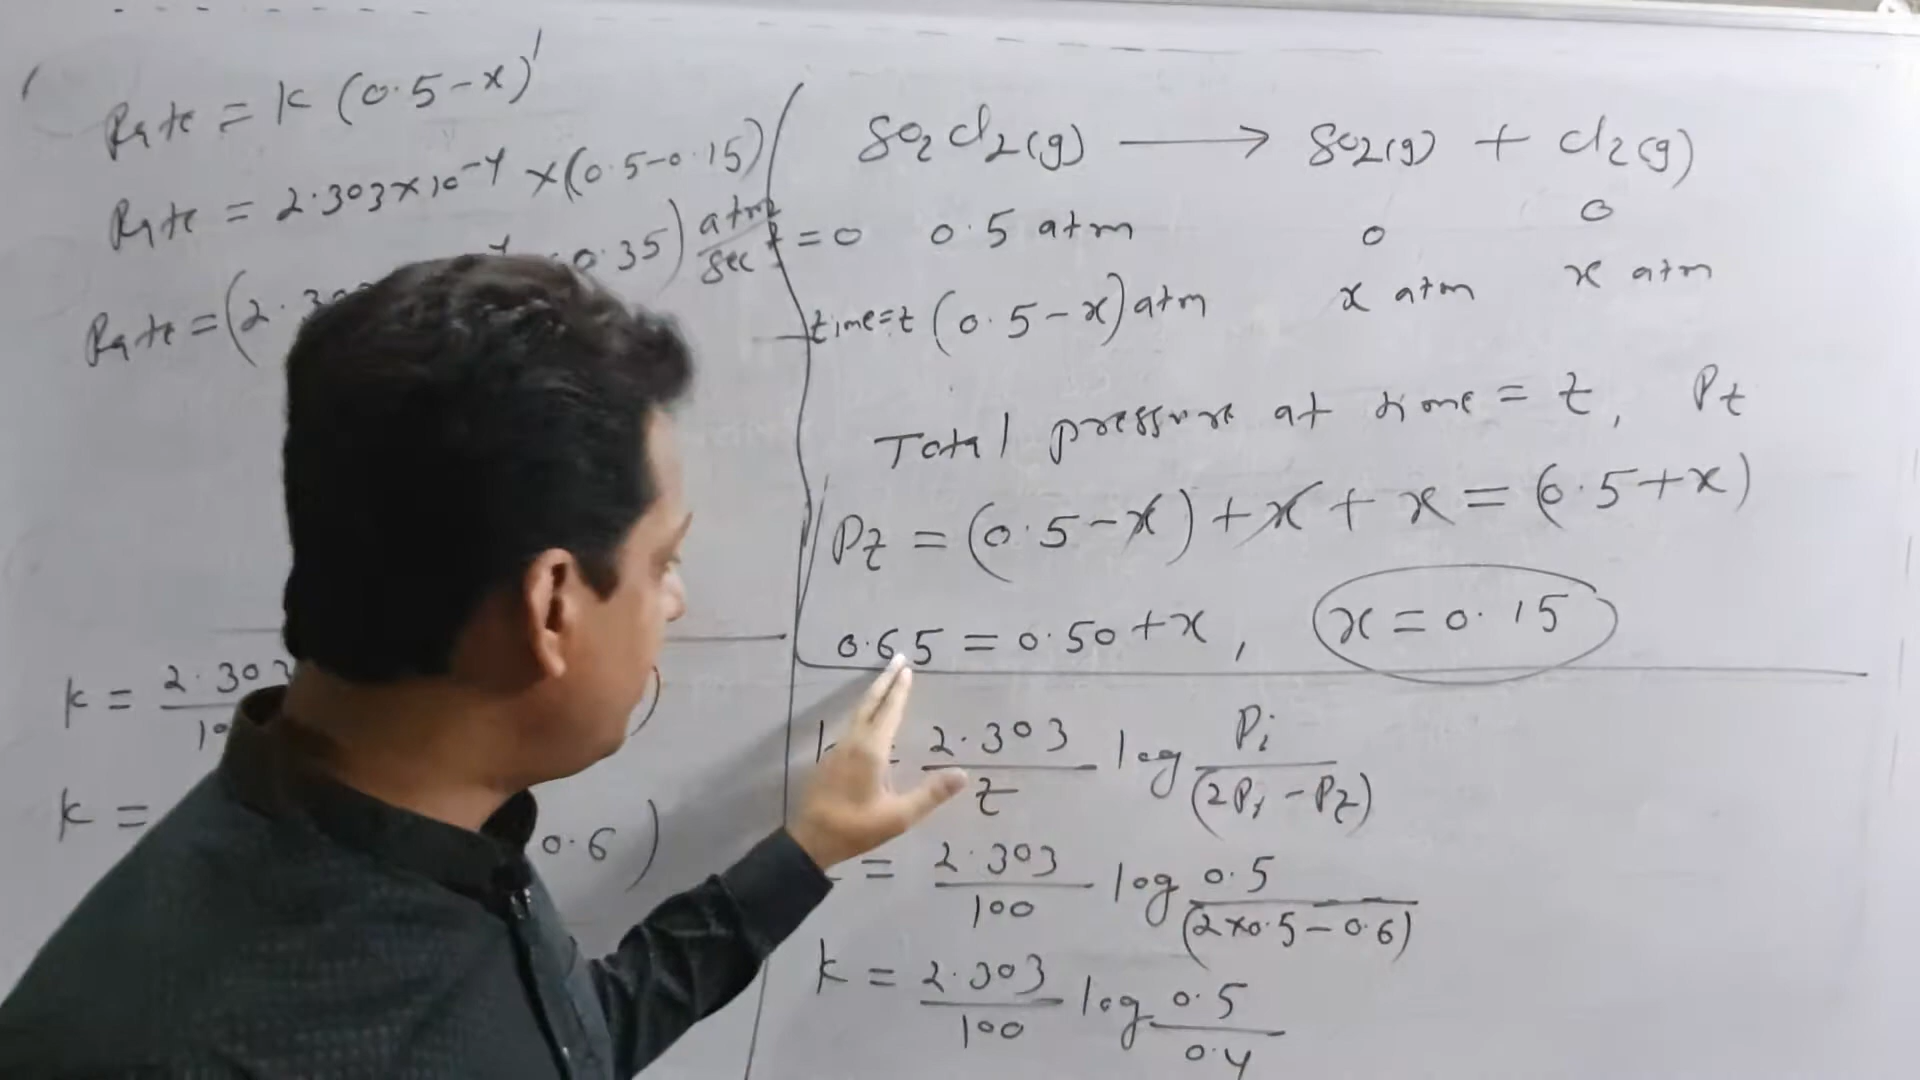 Rate = k (0.5-x)¹
Rate = 2.303×10⁻⁴ ×(0.5-0.15)
Rate = (2.30 0.35) atm/sec
k = 2.303
k =
0.6)
SO₂Cl₂(g) ⟶ SO₂(g) + Cl₂(g)
t=0 0.5 atm 0 0
time=t (0.5-x) atm x atm x atm
Total pressure at time = t, Pt
Pt = (0.5-x)+x+x = (0.5+x)
0.65 = 0.50+x, x = 0.15
k = 2.303/t log Pi/(2Pi-Pt)
= 2.303/100 log 0.5/(2×0.5-0.6)
k = 2.303/100 log 0.5/0.4